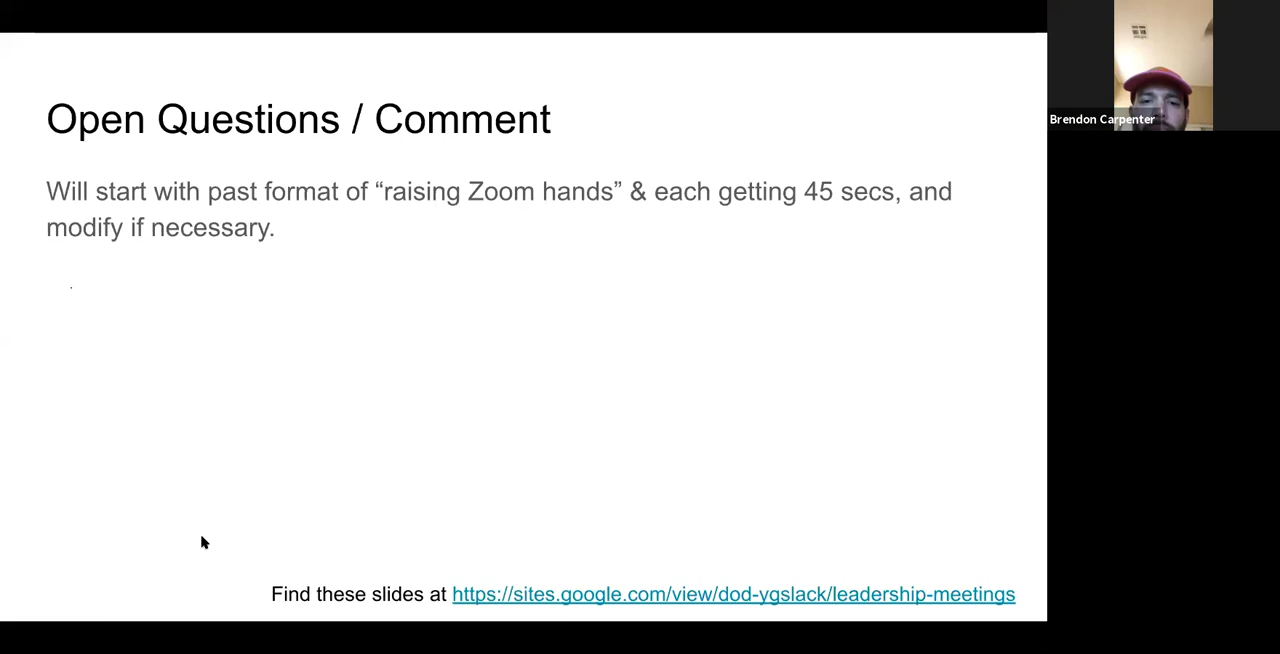 Open Questions / Comment
Will start with past format of “raising Zoom hands” & each getting 45 secs, and
modify if necessary.
.
Find these slides at https://sites.google.com/view/dod-ygslack/leadership-meetings
Brendon Carpenter